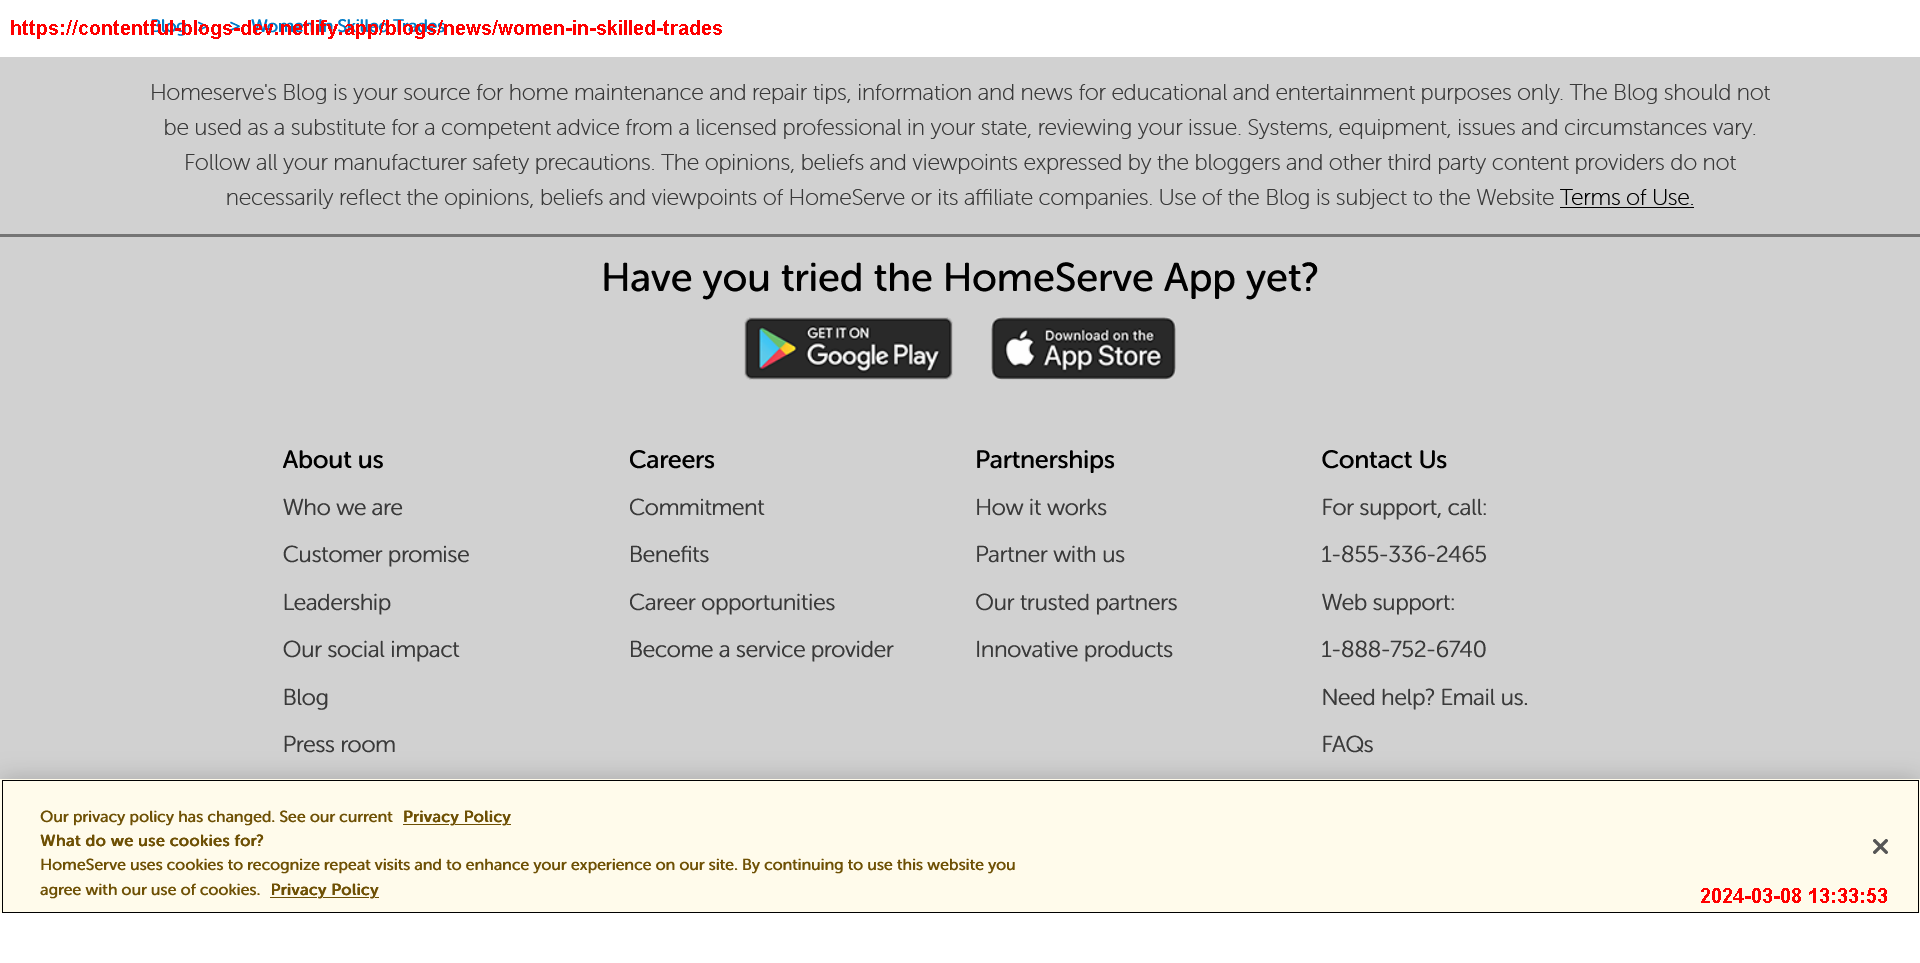 https://contentful-blogs-dev.netlify.app/blogs/news/women-in-skilled-trades
Blog > > Women in Skilled Trades
Homeserve's Blog is your source for home maintenance and repair tips, information and news for educational and entertainment purposes only. The Blog should not
be used as a substitute for a competent advice from a licensed professional in your state, reviewing your issue. Systems, equipment, issues and circumstances vary.
Follow all your manufacturer safety precautions. The opinions, beliefs and viewpoints expressed by the bloggers and other third party content providers do not
necessarily reflect the opinions, beliefs and viewpoints of HomeServe or its affiliate companies. Use of the Blog is subject to the Website Terms of Use.
Have you tried the HomeServe App yet?
GET IT ON
Google Play
Download on the
App Store
About us
Who we are
Customer promise
Leadership
Our social impact
Blog
Press room
Careers
Commitment
Benefits
Career opportunities
Become a service provider
Partnerships
How it works
Partner with us
Our trusted partners
Innovative products
Contact Us
For support, call:
1-855-336-2465
Web support:
1-888-752-6740
Need help? Email us.
FAQs
Our privacy policy has changed. See our current Privacy Policy
What do we use cookies for?
HomeServe uses cookies to recognize repeat visits and to enhance your experience on our site. By continuing to use this website you
agree with our use of cookies. Privacy Policy
2024-03-08 13:33:53